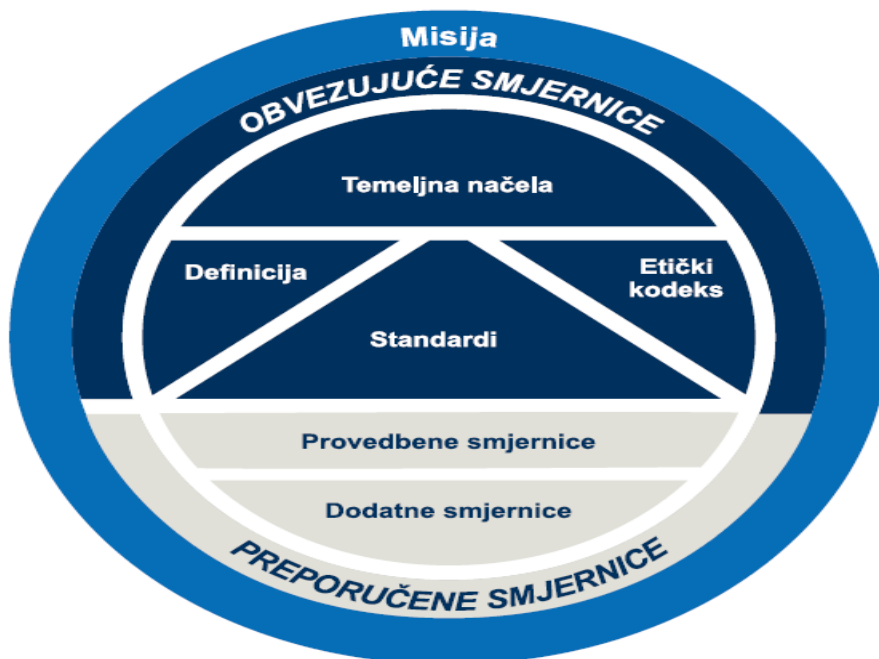 Misija
OBVEZUJUĆE SMJERNICE
Temeljna načela
Definicija
Etički
kodeks
Standardi
Provedbene smjernice
Dodatne smjernice
PREPORUČENE SMJERNICE